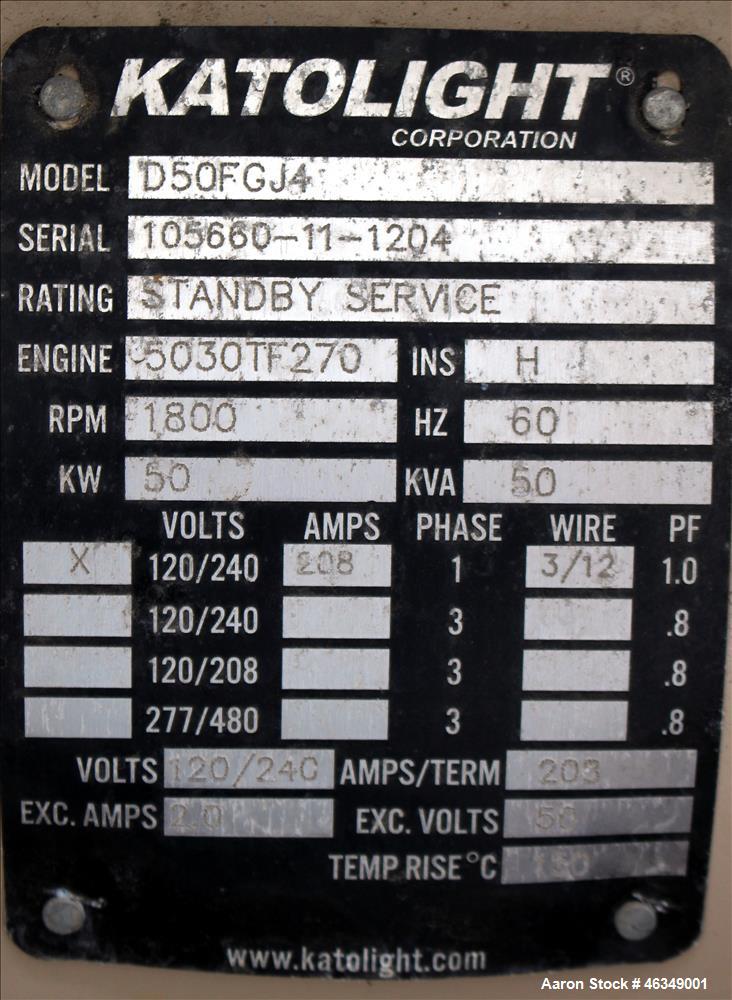 KATOLIGHT®
CORPORATION
MODEL D50FGJ4
SERIAL 105660-11-1204
RATING STANDBY SERVICE
ENGINE 5030TF270 INS H
RPM 1800 HZ 60
KW 50 KVA 50
VOLTS AMPS PHASE WIRE PF
X 120/240 208 1 3/12 1.0
120/240 3 .8
120/208 3 .8
277/480 3 .8
VOLTS 120/240 AMPS/TERM 208
EXC. AMPS 2.0 EXC. VOLTS
TEMP RISE °C
www.katolight.com
Aaron Stock # 46349001